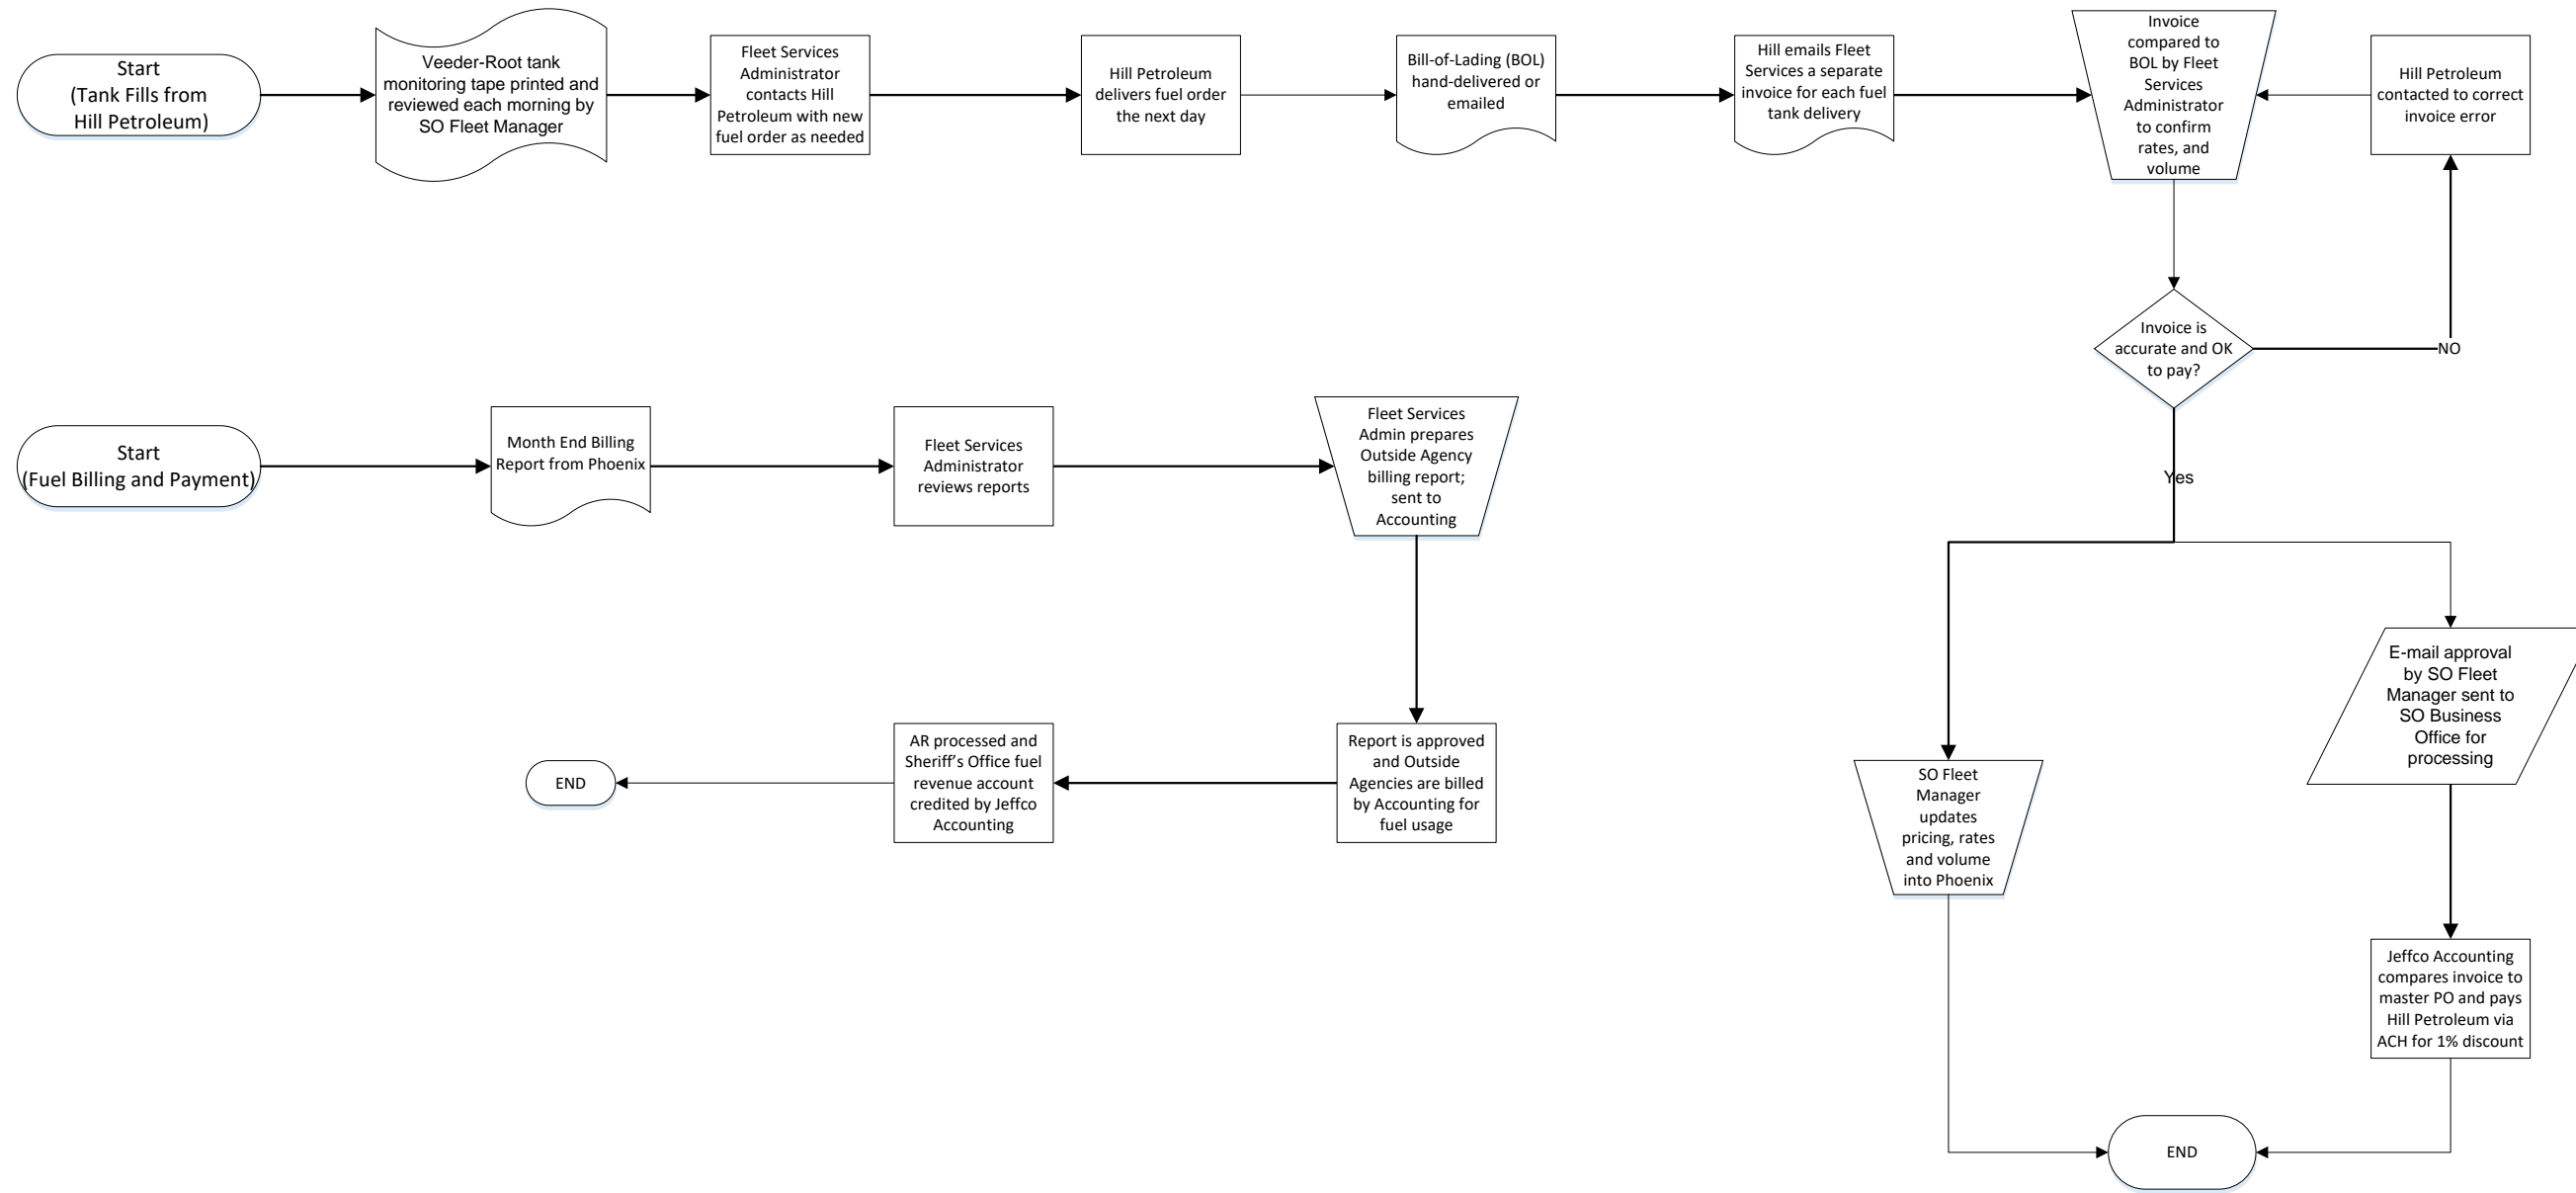 Start
(Tank Fills from
Hill Petroleum)
Veeder-Root tank
monitoring tape printed and
reviewed each morning by
SO Fleet Manager
Fleet Services
Administrator
contacts Hill
Petroleum with new
fuel order as needed
Hill Petroleum
delivers fuel order
the next day
Bill-of-Lading (BOL)
hand-delivered or
emailed
Hill emails Fleet
Services a separate
invoice for each fuel
tank delivery
Invoice
compared to
BOL by Fleet
Services
Administrator
to confirm
rates, and
volume
Hill Petroleum
contacted to correct
invoice error
Invoice is
accurate and OK
to pay?
NO
Yes
Start
(Fuel Billing and Payment)
Month End Billing
Report from Phoenix
Fleet Services
Administrator
reviews reports
Fleet Services
Admin prepares
Outside Agency
billing report;
sent to
Accounting
Report is approved
and Outside
Agencies are billed
by Accounting for
fuel usage
AR processed and
Sheriff's Office fuel
revenue account
credited by Jeffco
Accounting
END
SO Fleet
Manager
updates
pricing, rates
and volume
into Phoenix
E-mail approval
by SO Fleet
Manager sent to
SO Business
Office for
processing
Jeffco Accounting
compares invoice to
master PO and pays
Hill Petroleum via
ACH for 1% discount
END